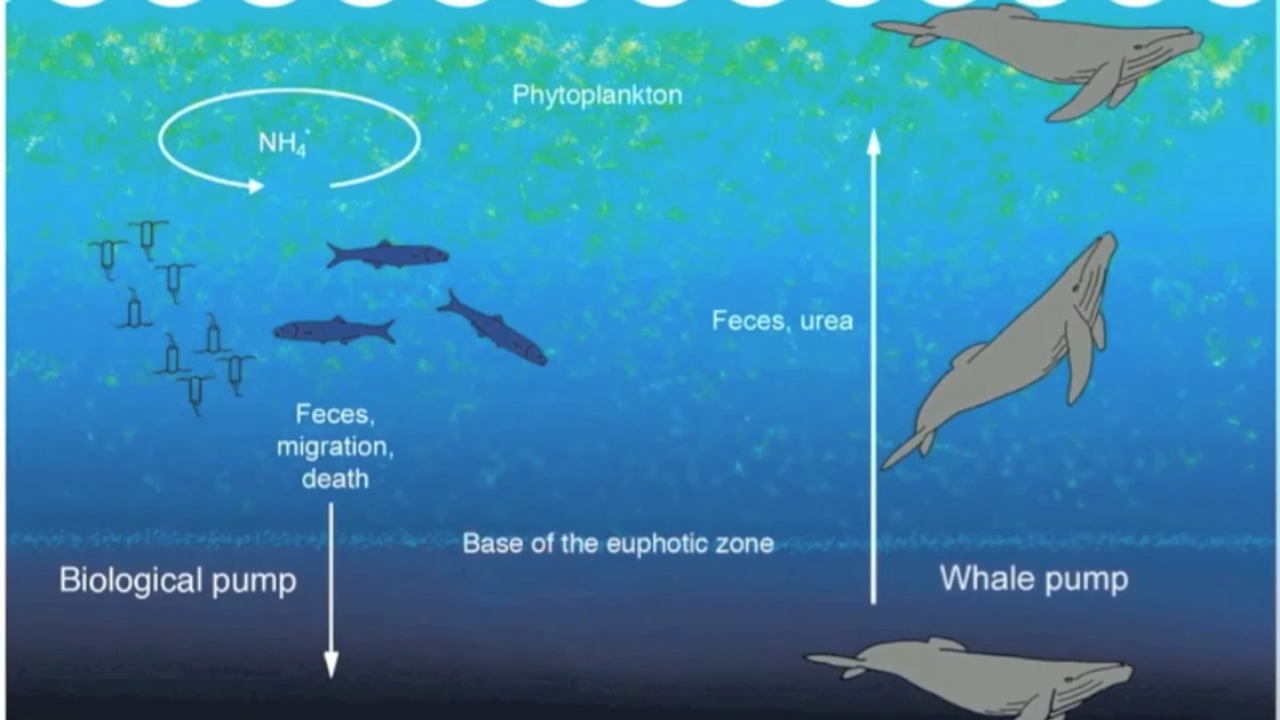 Phytoplankton
NH₄⁺
Feces, urea
Feces,
migration,
death
Base of the euphotic zone
Biological pump
Whale pump